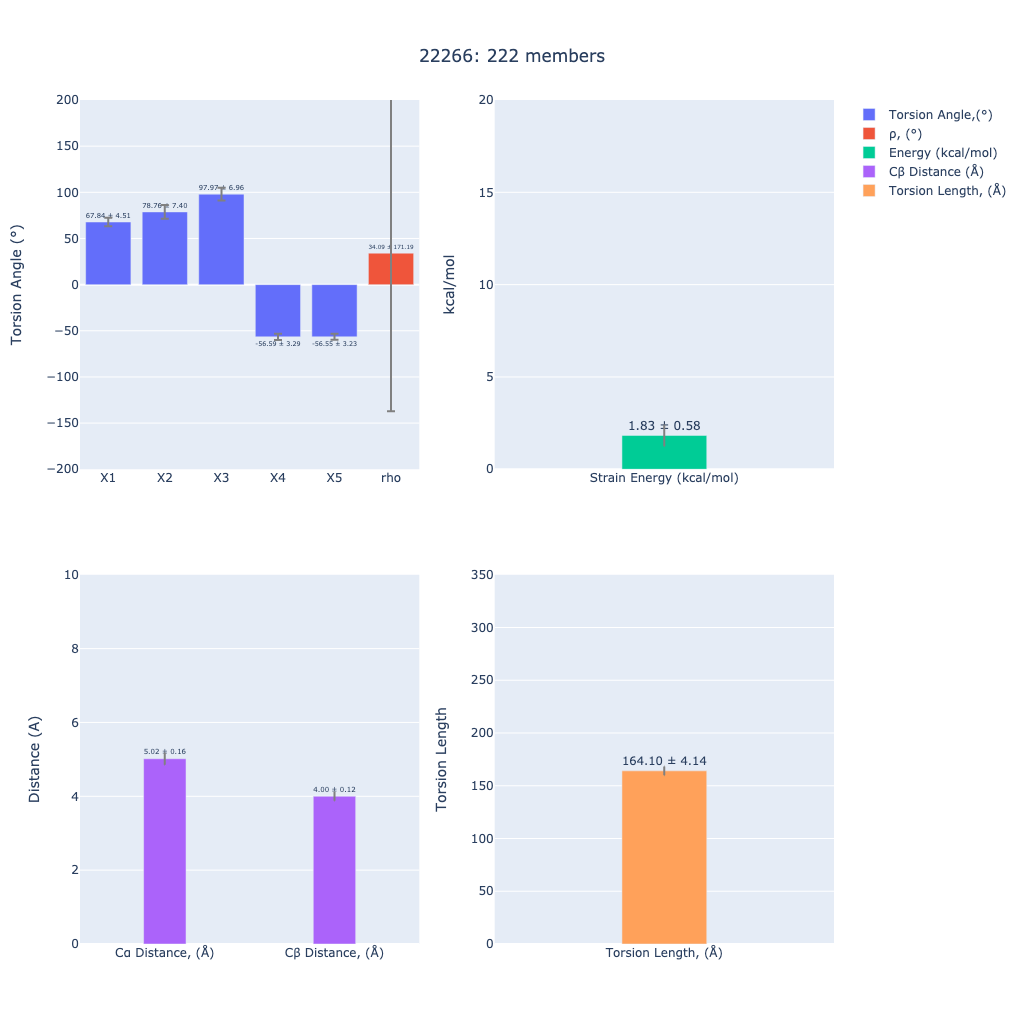 22266: 222 members
200
150
100
50
0
−50
−100
−150
−200
Torsion Angle (°)
67.84 ± 4.51
78.76 ± 7.40
97.97 ± 6.96
-56.59 ± 3.29
-56.55 ± 3.23
34.09 ± 171.19
X1 X2 X3 X4 X5 rho
20
15
10
5
0
kcal/mol
1.83 ± 0.58
Strain Energy (kcal/mol)
Torsion Angle,(°)
ρ, (°)
Energy (kcal/mol)
Cβ Distance (Å)
Torsion Length, (Å)
10
8
6
4
2
0
Distance (A)
5.02 ± 0.16
4.00 ± 0.12
Cα Distance, (Å) Cβ Distance, (Å)
350
300
250
200
150
100
50
0
Torsion Length
164.10 ± 4.14
Torsion Length, (Å)